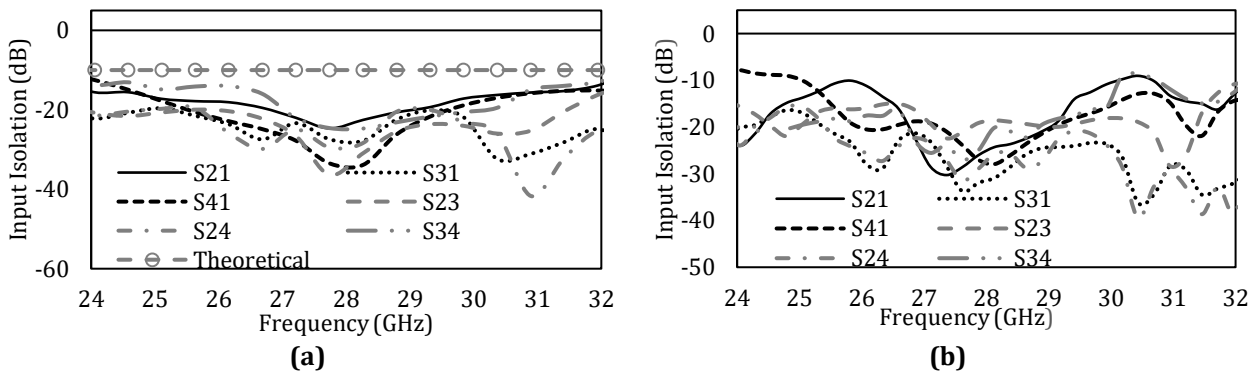 Input Isolation (dB)
0
-20
-40
-60
S21
S31
S41
S23
S24
S34
Theoretical
24 25 26 27 28 29 30 31 32
Frequency (GHz)
(a)
Input Isolation (dB)
0
-10
-20
-30
-40
-50
S21
S31
S41
S23
S24
S34
24 25 26 27 28 29 30 31 32
Frequency (GHz)
(b)